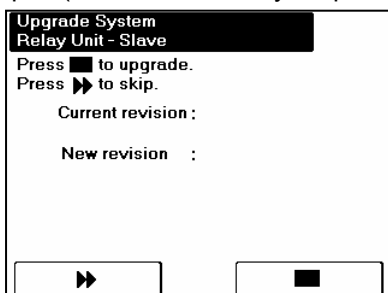 Upgrade System
Relay Unit - Slave
Press ■ to upgrade.
Press ▶▶ to skip.
Current revision :
New revision :